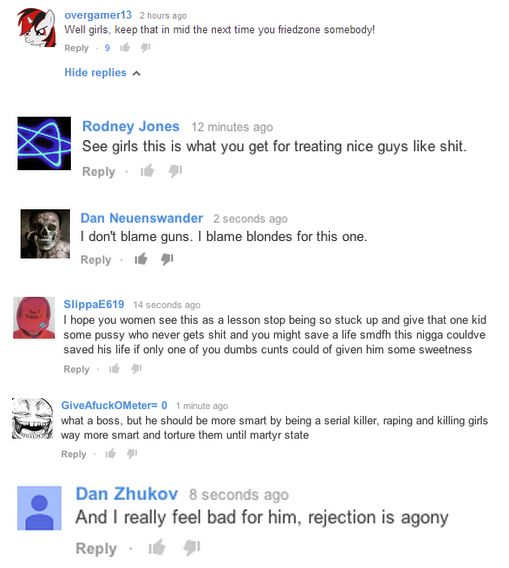 overgamer13 2 hours ago
Well girls, keep that in mid the next time you friedzone somebody!
Reply · 9
Hide replies
Rodney Jones 12 minutes ago
See girls this is what you get for treating nice guys like shit.
Reply ·
Dan Neuenswander 2 seconds ago
I don't blame guns. I blame blondes for this one.
Reply ·
SlippaE619 14 seconds ago
I hope you women see this as a lesson stop being so stuck up and give that one kid
some pussy who never gets shit and you might save a life smdfh this nigga couldve
saved his life if only one of you dumbs cunts could of given him some sweetness
Reply ·
GiveAfuckOMeter= 0 1 minute ago
what a boss, but he should be more smart by being a serial killer, raping and killing girls
way more smart and torture them until martyr state
Reply ·
Dan Zhukov 8 seconds ago
And I really feel bad for him, rejection is agony
Reply ·